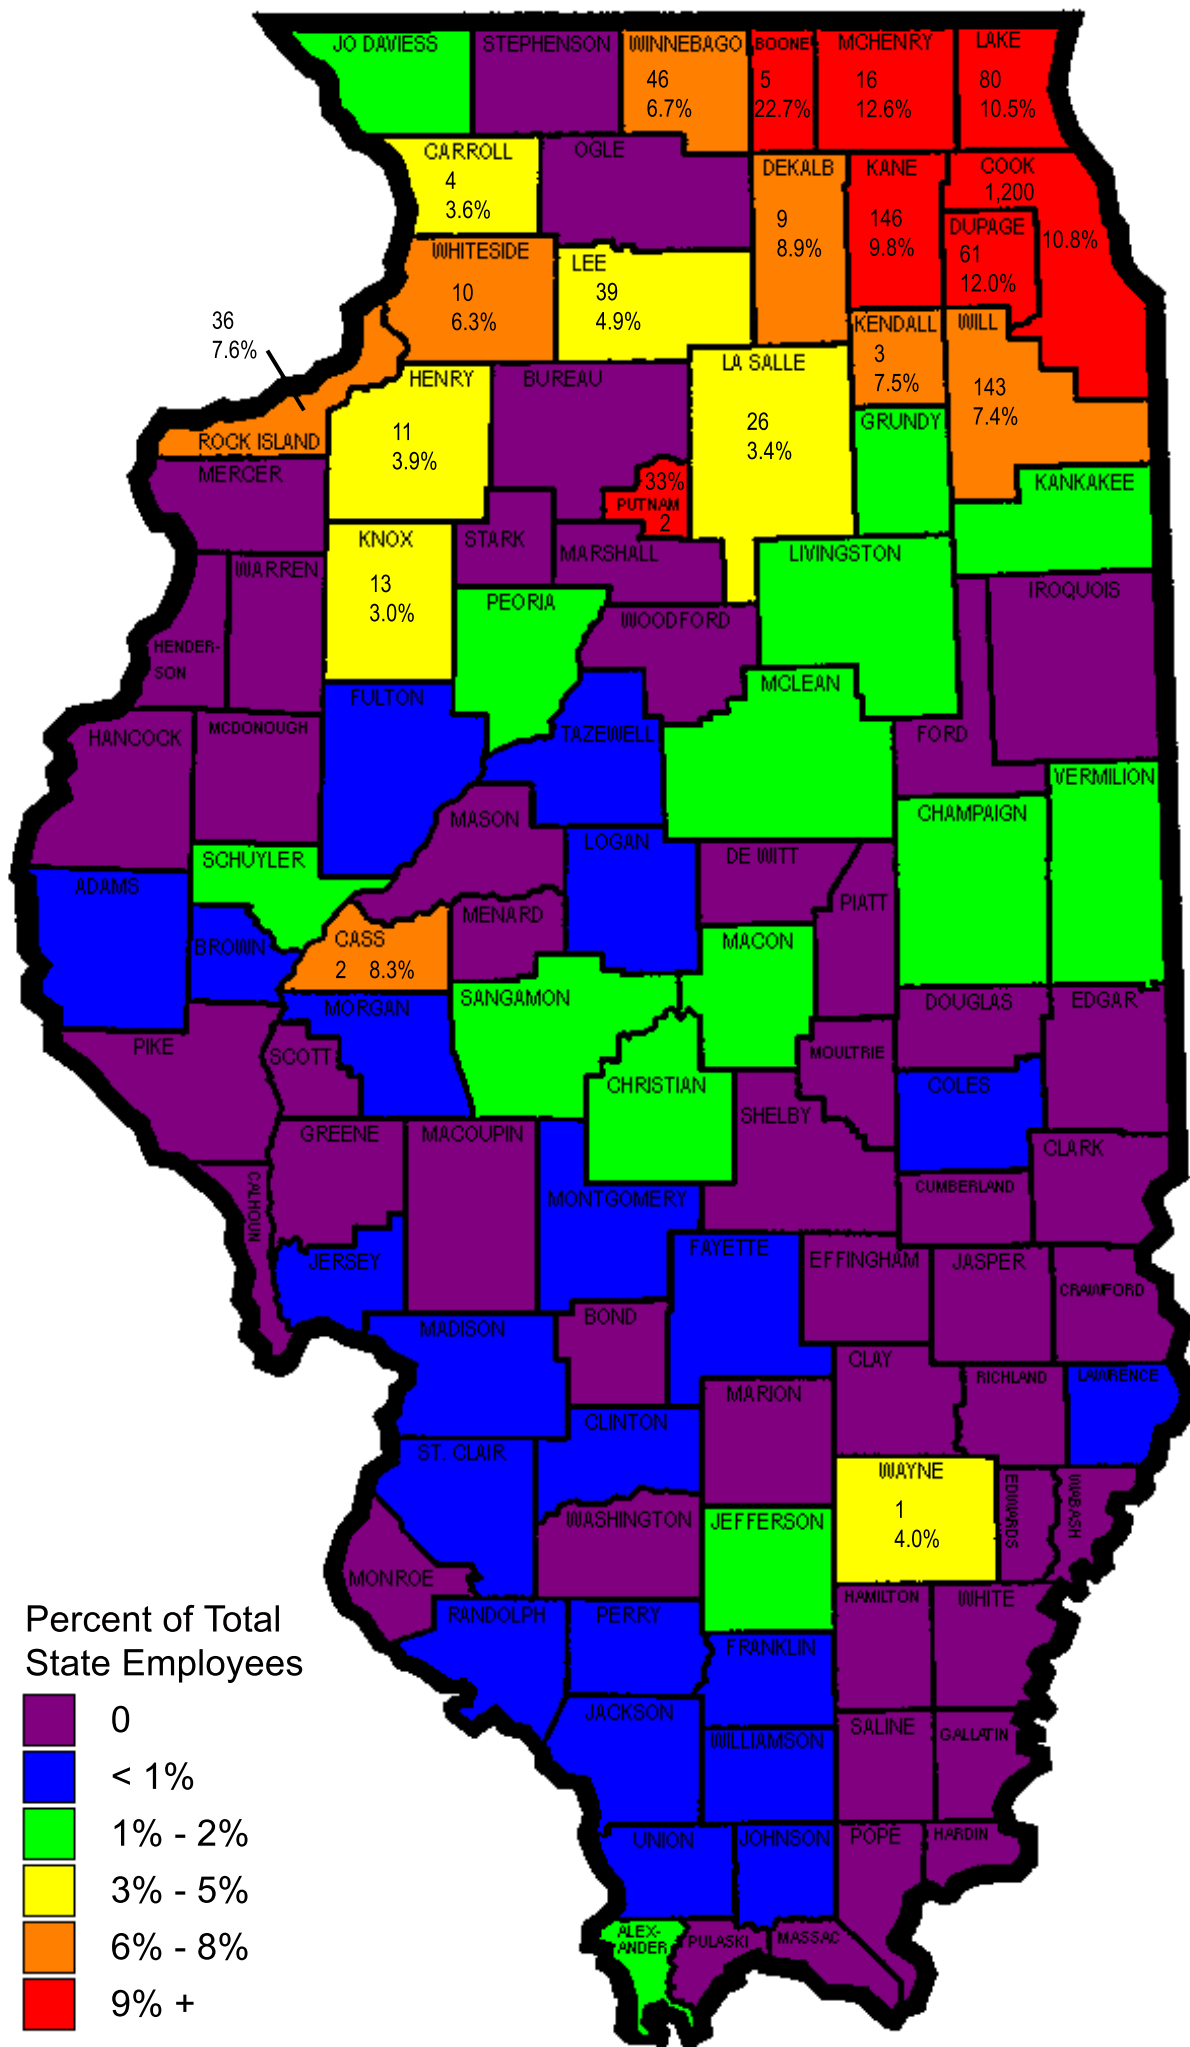 JO DAVIESS
STEPHENSON
WINNEBAGO
46
6.7%
BOONE
5
22.7%
MCHENRY
16
12.6%
LAKE
80
10.5%
CARROLL
4
3.6%
OGLE
DEKALB
9
8.9%
KANE
146
9.8%
COOK
1,200
10.8%
DUPAGE
61
12.0%
WHITESIDE
10
6.3%
LEE
39
4.9%
36
7.6%
ROCK ISLAND
HENRY
11
3.9%
BUREAU
LA SALLE
26
3.4%
KENDALL
3
7.5%
WILL
143
7.4%
GRUNDY
MERCER
33%
PUTNAM
2
KANKAKEE
KNOX
13
3.0%
STARK
MARSHALL
LIVINGSTON
WARREN
HENDER-
SON
PEORIA
WOODFORD
IROQUOIS
FULTON
TAZEWELL
MCLEAN
FORD
HANCOCK
MCDONOUGH
VERMILION
MASON
CHAMPAIGN
LOGAN
DE WITT
SCHUYLER
ADAMS
PIATT
BROWN
CASS
2 8.3%
MENARD
MACON
SANGAMON
MORGAN
DOUGLAS
EDGAR
PIKE
SCOTT
MOULTRIE
CHRISTIAN
COLES
SHELBY
GREENE
MACOUPIN
CLARK
CALHOUN
MONTGOMERY
CUMBERLAND
JERSEY
FAYETTE
EFFINGHAM
JASPER
CRAWFORD
MADISON
BOND
CLAY
RICHLAND
LAWRENCE
MARION
CLINTON
ST. CLAIR
WAYNE
1
4.0%
EDWARDS
WABASH
WASHINGTON
JEFFERSON
MONROE
HAMILTON
WHITE
RANDOLPH
PERRY
FRANKLIN
JACKSON
WILLIAMSON
SALINE
GALLATIN
UNION
JOHNSON
POPE
HARDIN
ALEX-
ANDER
PULASKI
MASSAC
Percent of Total
State Employees
0
< 1%
1% - 2%
3% - 5%
6% - 8%
9% +